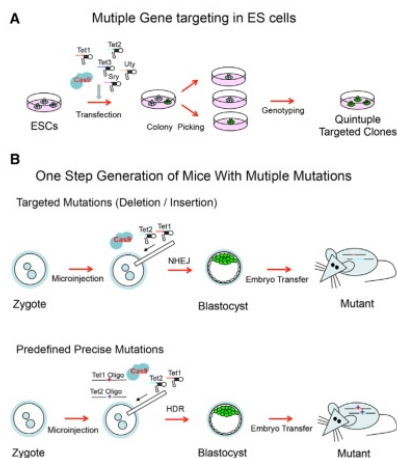 A
Mutiple Gene targeting in ES cells
Tet1
Tet2
Tet3
Uty
Sry
Cas9
ESCs
Transfection
Colony Picking
Genotyping
Quintuple
Targeted Clones
B
One Step Generation of Mice With Mutiple Mutations
Targeted Mutations (Deletion / Insertion)
Cas9
Tet2 Tet1
Zygote
Microinjection
NHEJ
Blastocyst
Embryo Transfer
Mutant
Predefined Precise Mutations
Tet1 Oligo
Cas9
Tet2 Tet1
Tet2 Oligo
Zygote
Microinjection
HDR
Blastocyst
Embryo Transfer
Mutant